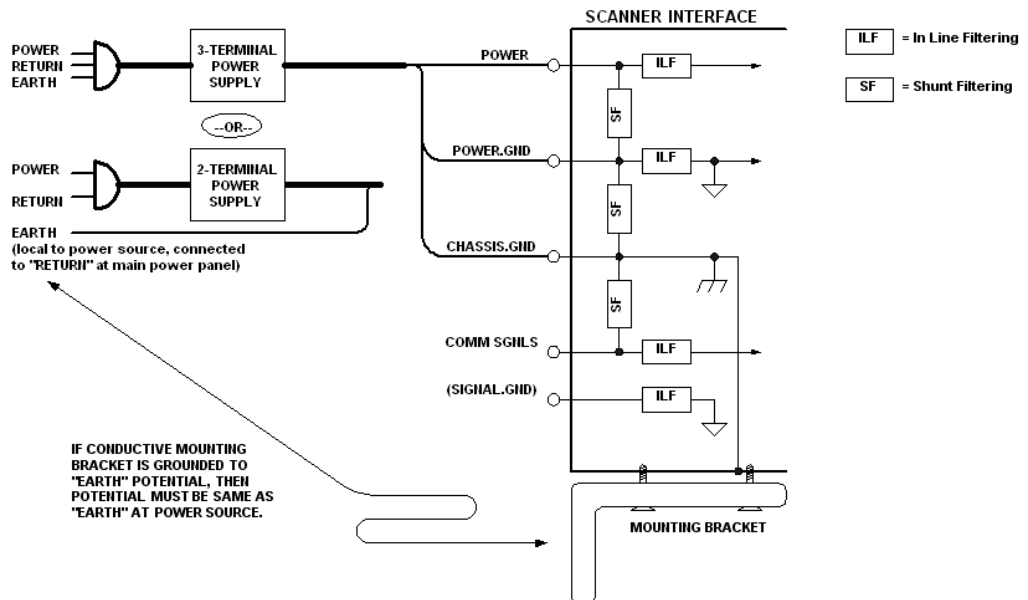 SCANNER INTERFACE
POWER
RETURN
EARTH
3-TERMINAL
POWER
SUPPLY
--OR--
POWER
RETURN
2-TERMINAL
POWER
SUPPLY
EARTH
(local to power source, connected
to "RETURN" at main power panel)
POWER
POWER.GND
CHASSIS.GND
COMM SGNLS
(SIGNAL.GND)
ILF
SF
ILF
SF
SF
ILF
ILF
ILF = In Line Filtering
SF = Shunt Filtering
IF CONDUCTIVE MOUNTING
BRACKET IS GROUNDED TO
"EARTH" POTENTIAL, THEN
POTENTIAL MUST BE SAME AS
"EARTH" AT POWER SOURCE.
MOUNTING BRACKET